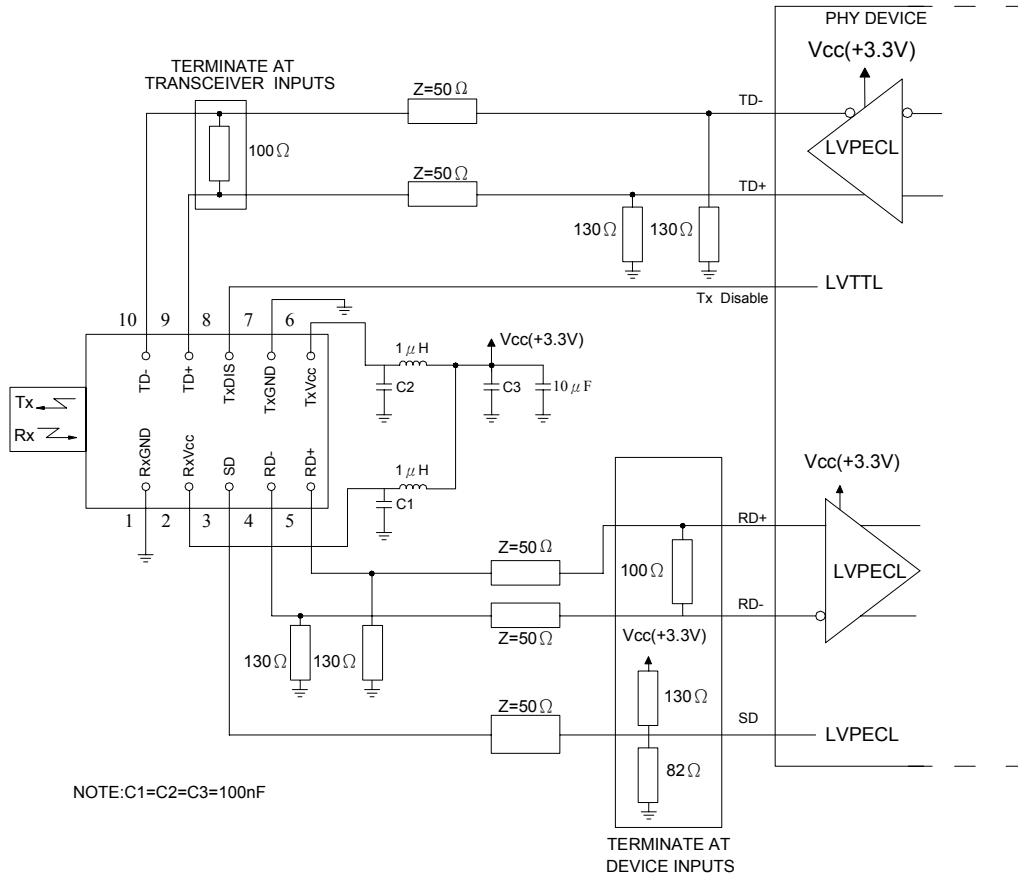 PHY DEVICE
Vcc(+3.3V)
TERMINATE AT
TRANSCEIVER INPUTS
Z=50Ω
TD-
LVPECL
100Ω
Z=50Ω
TD+
130Ω
130Ω
LVTTL
Tx Disable
10
9
8
7
6
TD-
TD+
TxDIS
TxGND
TxVcc
1μH
Vcc(+3.3V)
C2
C3
10μF
Tx
Rx
RxGND
RxVcc
SD
RD-
RD+
1μH
C1
1
2
3
4
5
Vcc(+3.3V)
RD+
Z=50Ω
100Ω
LVPECL
RD-
Z=50Ω
Vcc(+3.3V)
130Ω
130Ω
130Ω
Z=50Ω
SD
LVPECL
82Ω
NOTE:C1=C2=C3=100nF
TERMINATE AT
DEVICE INPUTS